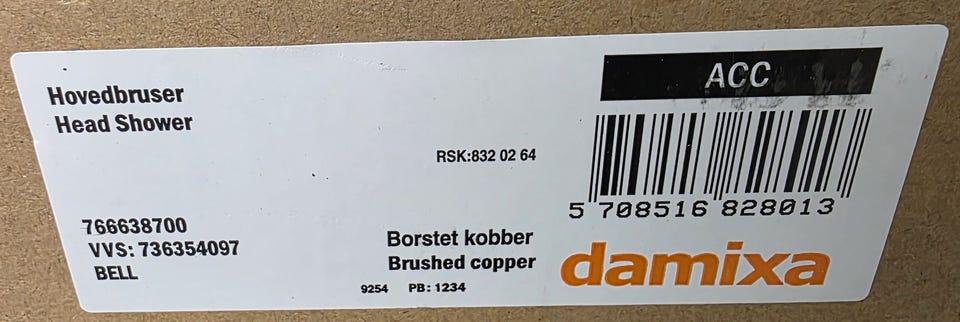 Hovedbruser
Head Shower
ACC
RSK:832 02 64
5 708516 828013
766638700
VVS: 736354097
BELL
Borstet kobber
Brushed copper
9254 PB: 1234
damixa